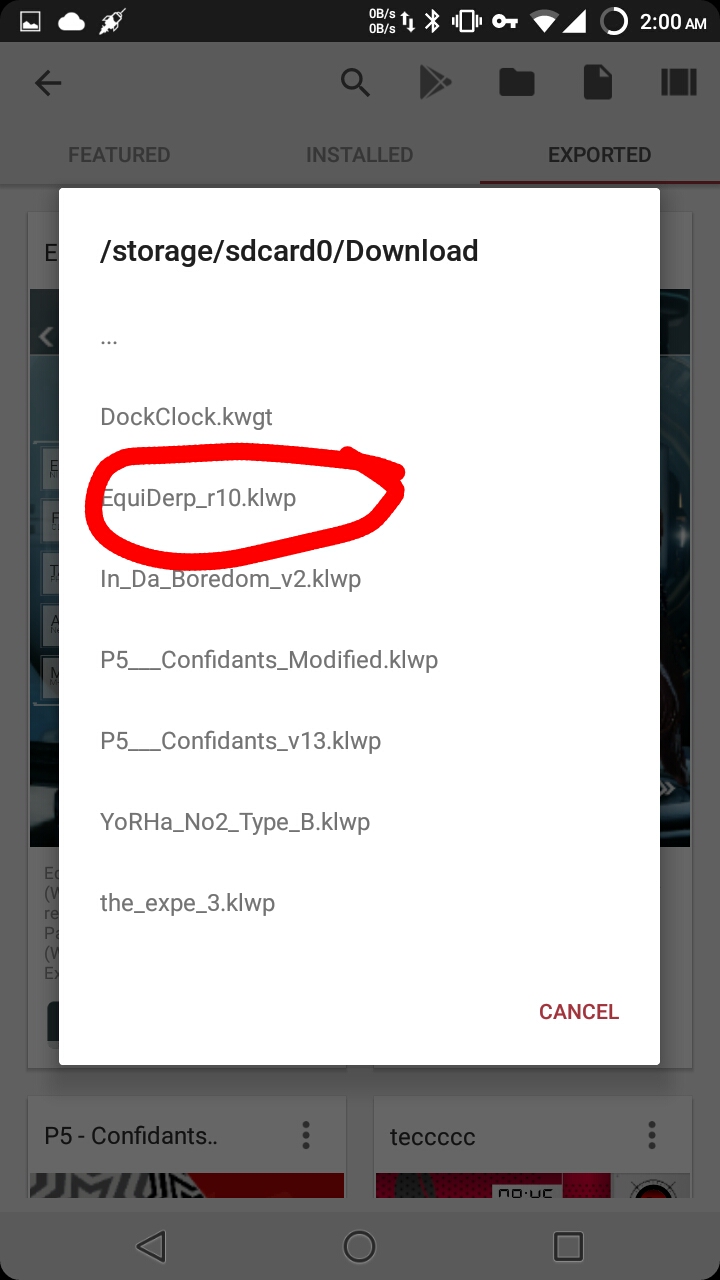 0B/s
0B/s
2:00 AM
FEATURED
INSTALLED
EXPORTED
E
/storage/sdcard0/Download
...
DockClock.kwgt
EquiDerp_r10.klwp
In_Da_Boredom_v2.klwp
P5___Confidants_Modified.klwp
P5___Confidants_v13.klwp
YoRHa_No2_Type_B.klwp
the_expe_3.klwp
CANCEL
P5 - Confidants..
teccccc